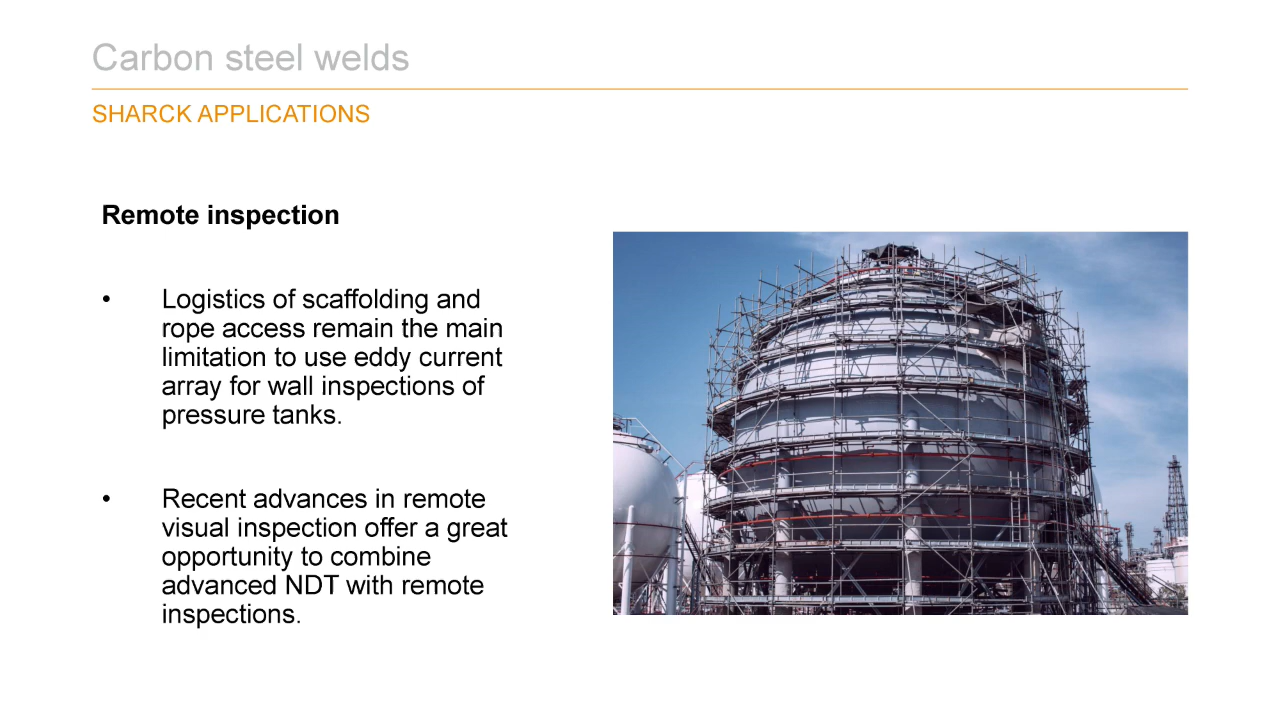 Carbon steel welds
SHARCK APPLICATIONS
Remote inspection
• Logistics of scaffolding and
rope access remain the main
limitation to use eddy current
array for wall inspections of
pressure tanks.
• Recent advances in remote
visual inspection offer a great
opportunity to combine
advanced NDT with remote
inspections.